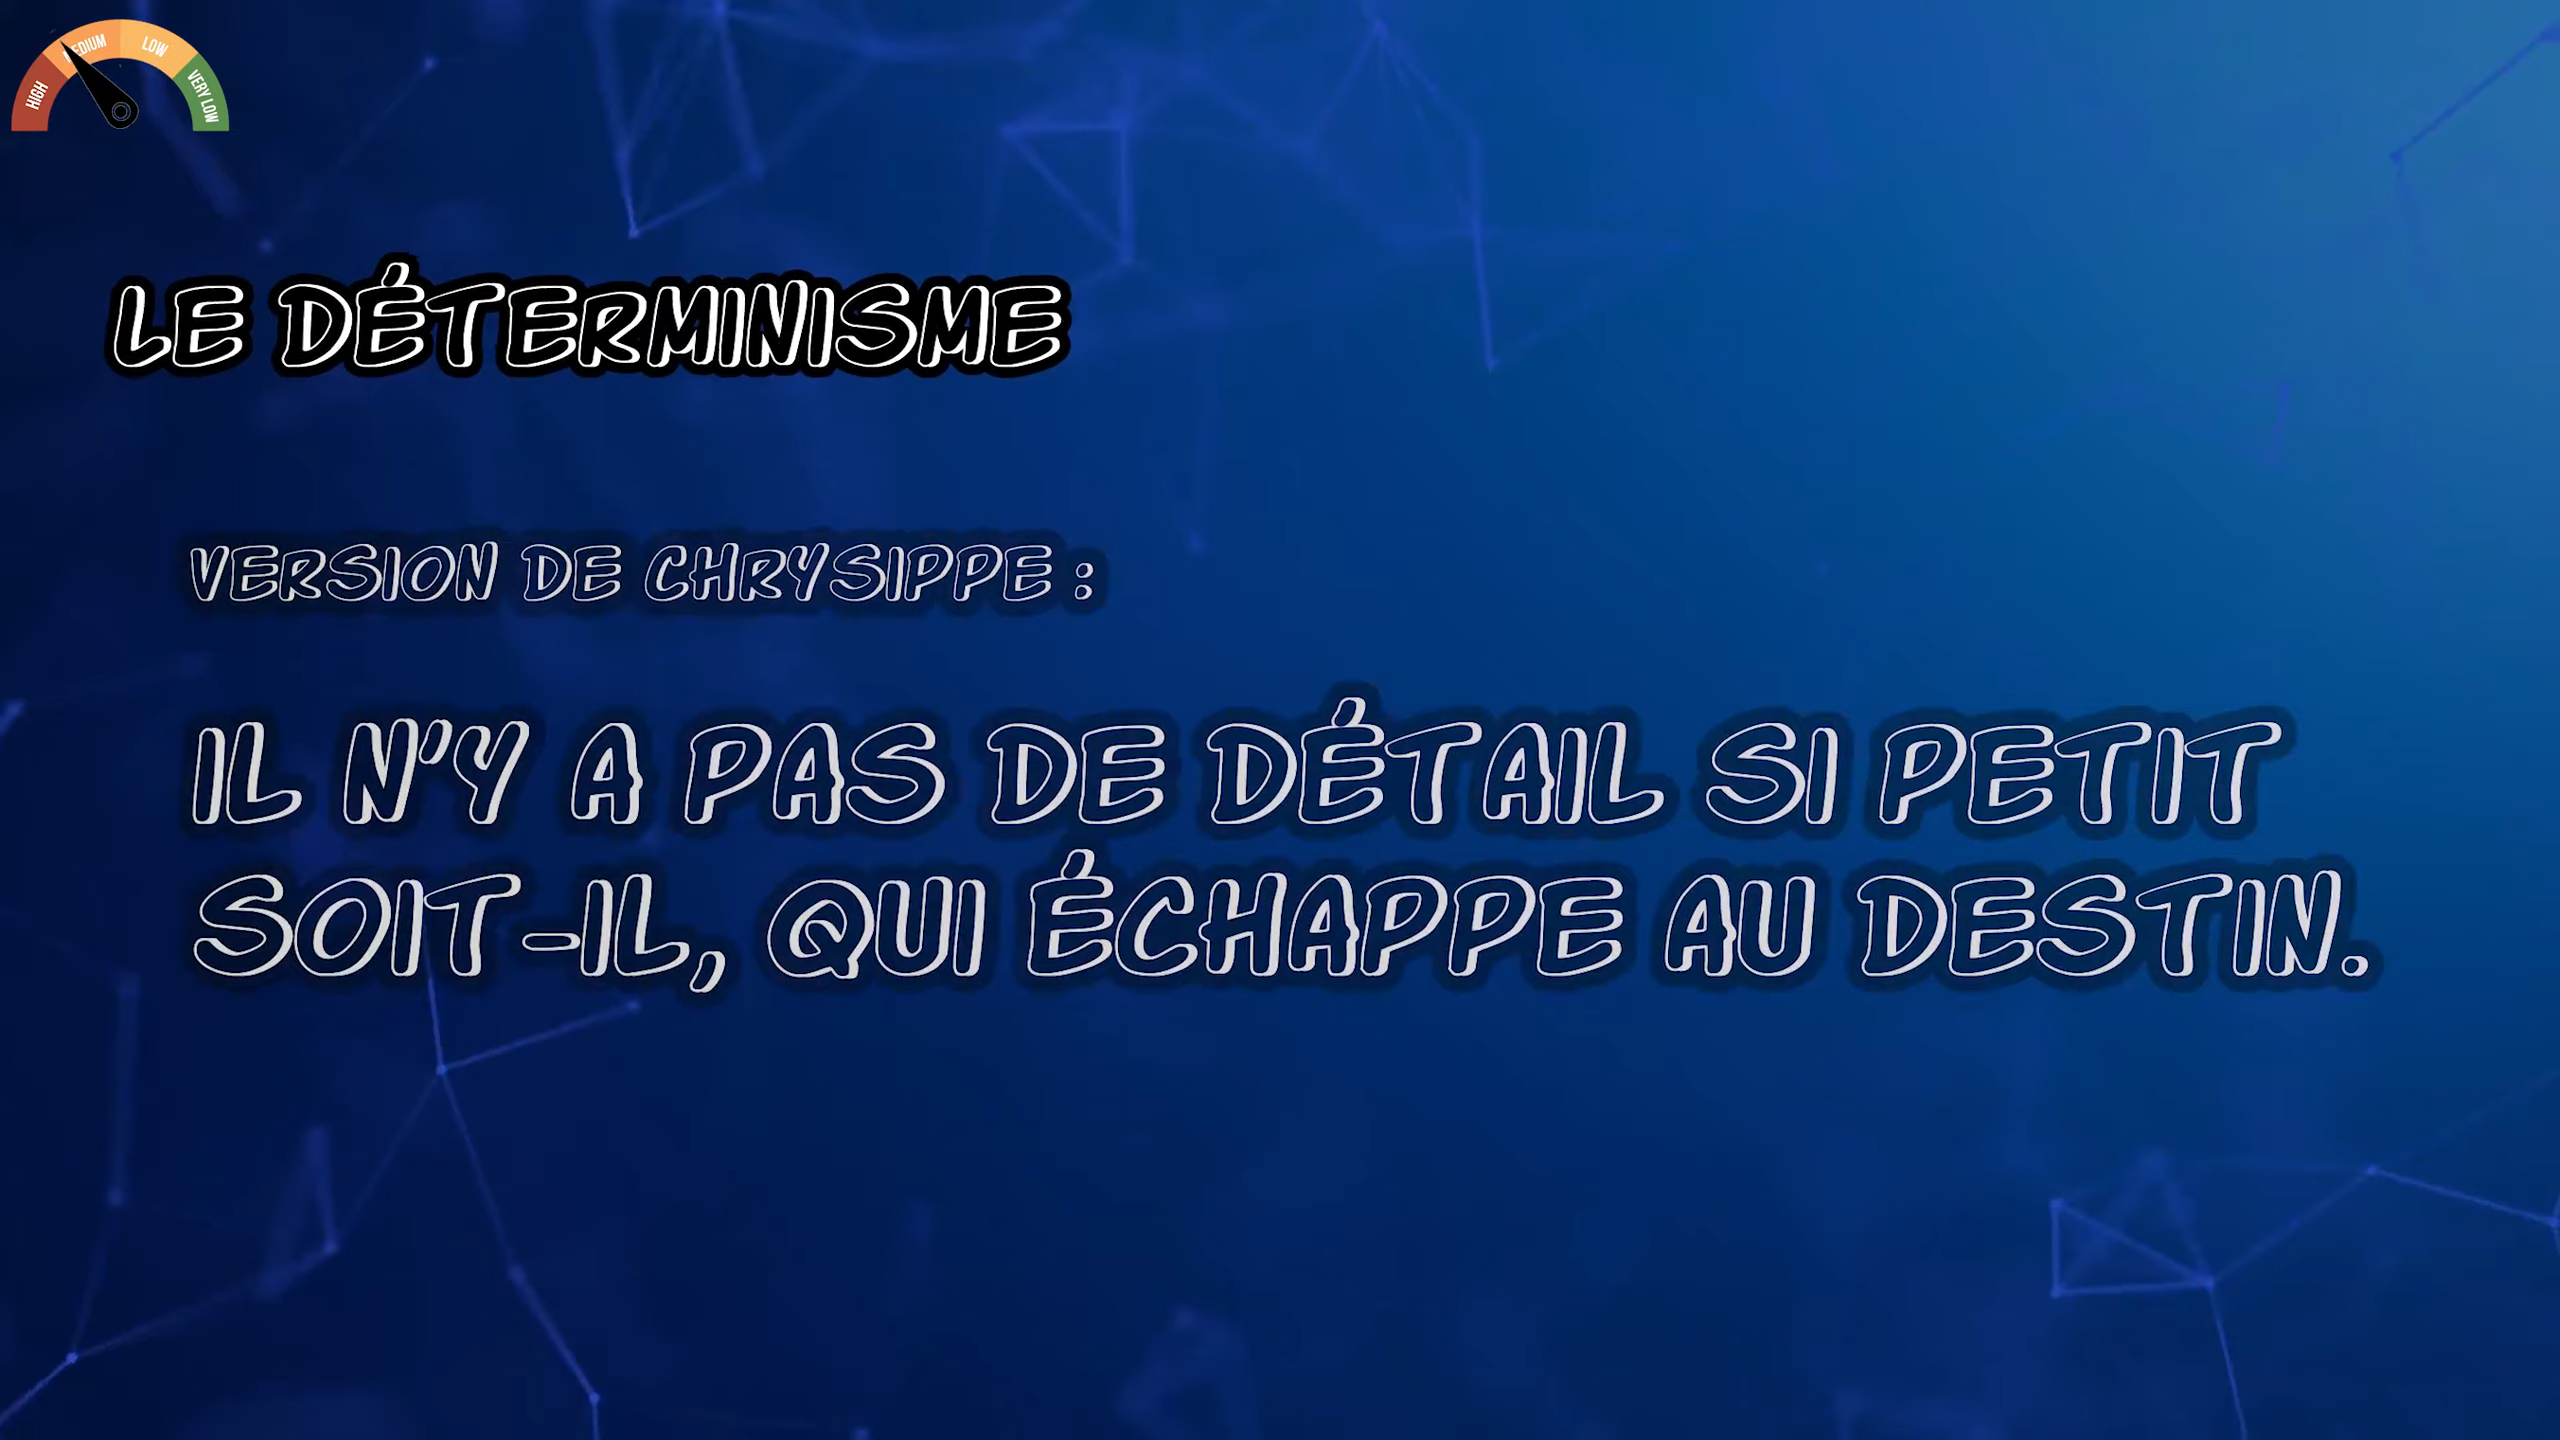 HIGH
MEDIUM
LOW
VERY LOW
LE DÉTERMINISME
VERSION DE CHRYSIPPE :
IL N'Y A PAS DE DÉTAIL SI PETIT
SOIT-IL, QUI ÉCHAPPE AU DESTIN.